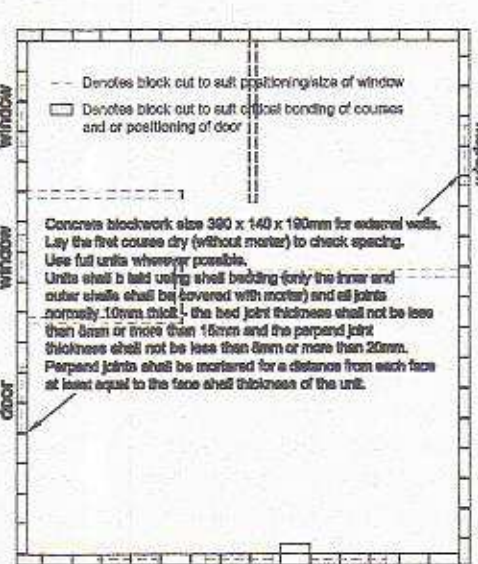 Denotes block cut to suit positioning/size of window
Denotes block cut to suit critical bonding of courses
and or positioning of door
window
window
door
window
Concrete blockwork size 390 x 140 x 190mm for external walls.
Lay the first course dry (without morter) to check spacing.
Use full units wherever possible.
Units shall b laid using shell bedding (only the inner and
outer shells shall be covered with morter) and all joints
normally 10mm thick - the bed joint thickness shall not be less
than 8mm or more than 15mm and the perpend joint
thickness shall not be less than 8mm or more than 20mm.
Perpend joints shall be mortared for a distance from each face
at least equal to the face shell thickness of the unit.